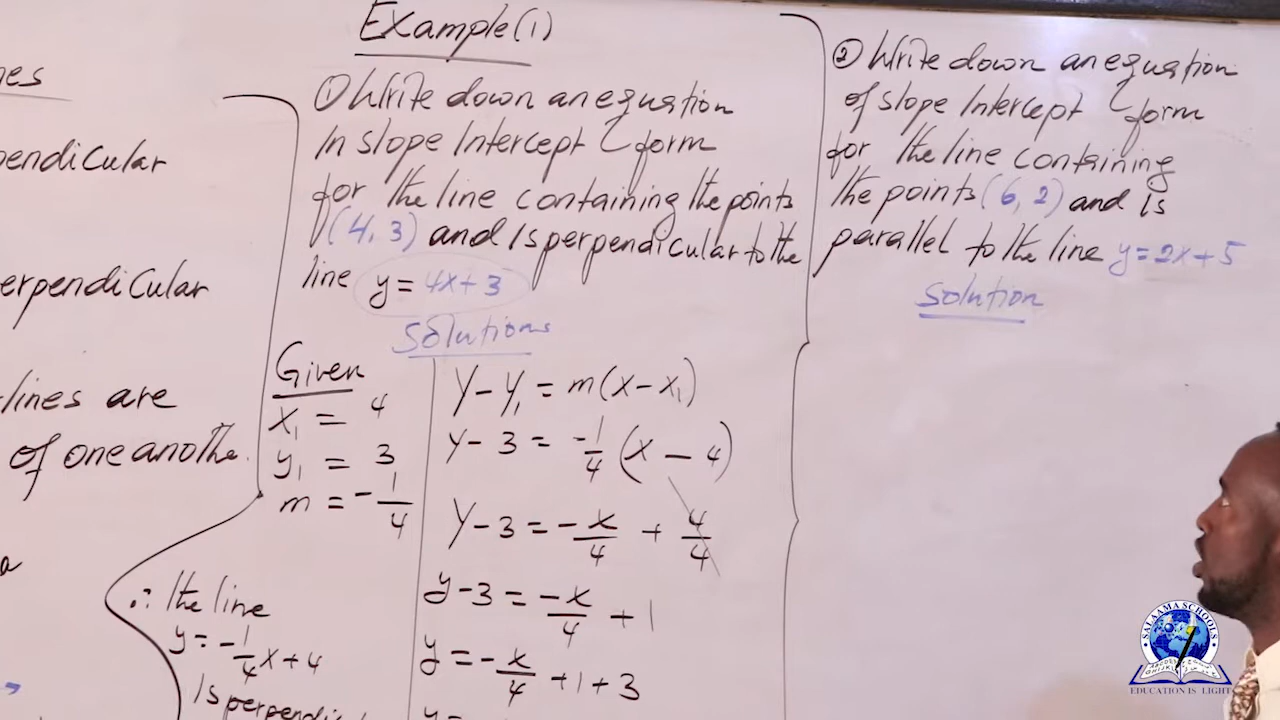 Example (1)
nes
pendicular
erpendicular
lines are
of one anothe
① Write down an equation
In slope Intercept form
for the line containing the points
(4, 3) and Is perpendicular to the
line y = 4x + 3
Solutions
Given
x₁ = 4
y₁ = 3
m = -1/4
∴ the line
y = -1/4 x + 4
Is perpendic
Y - Y₁ = m(x - x₁)
Y - 3 = -1/4 (x - 4)
Y - 3 = -x/4 + 4/4
y - 3 = -x/4 + 1
y = -x/4 + 1 + 3
② Write down an equation
of slope Intercept form
for the line containing
the points (6, 2) and Is
parallel to the line y = 2x + 5
Solution
SALAAMA SCHOOLS
EDUCATION IS LIGHT